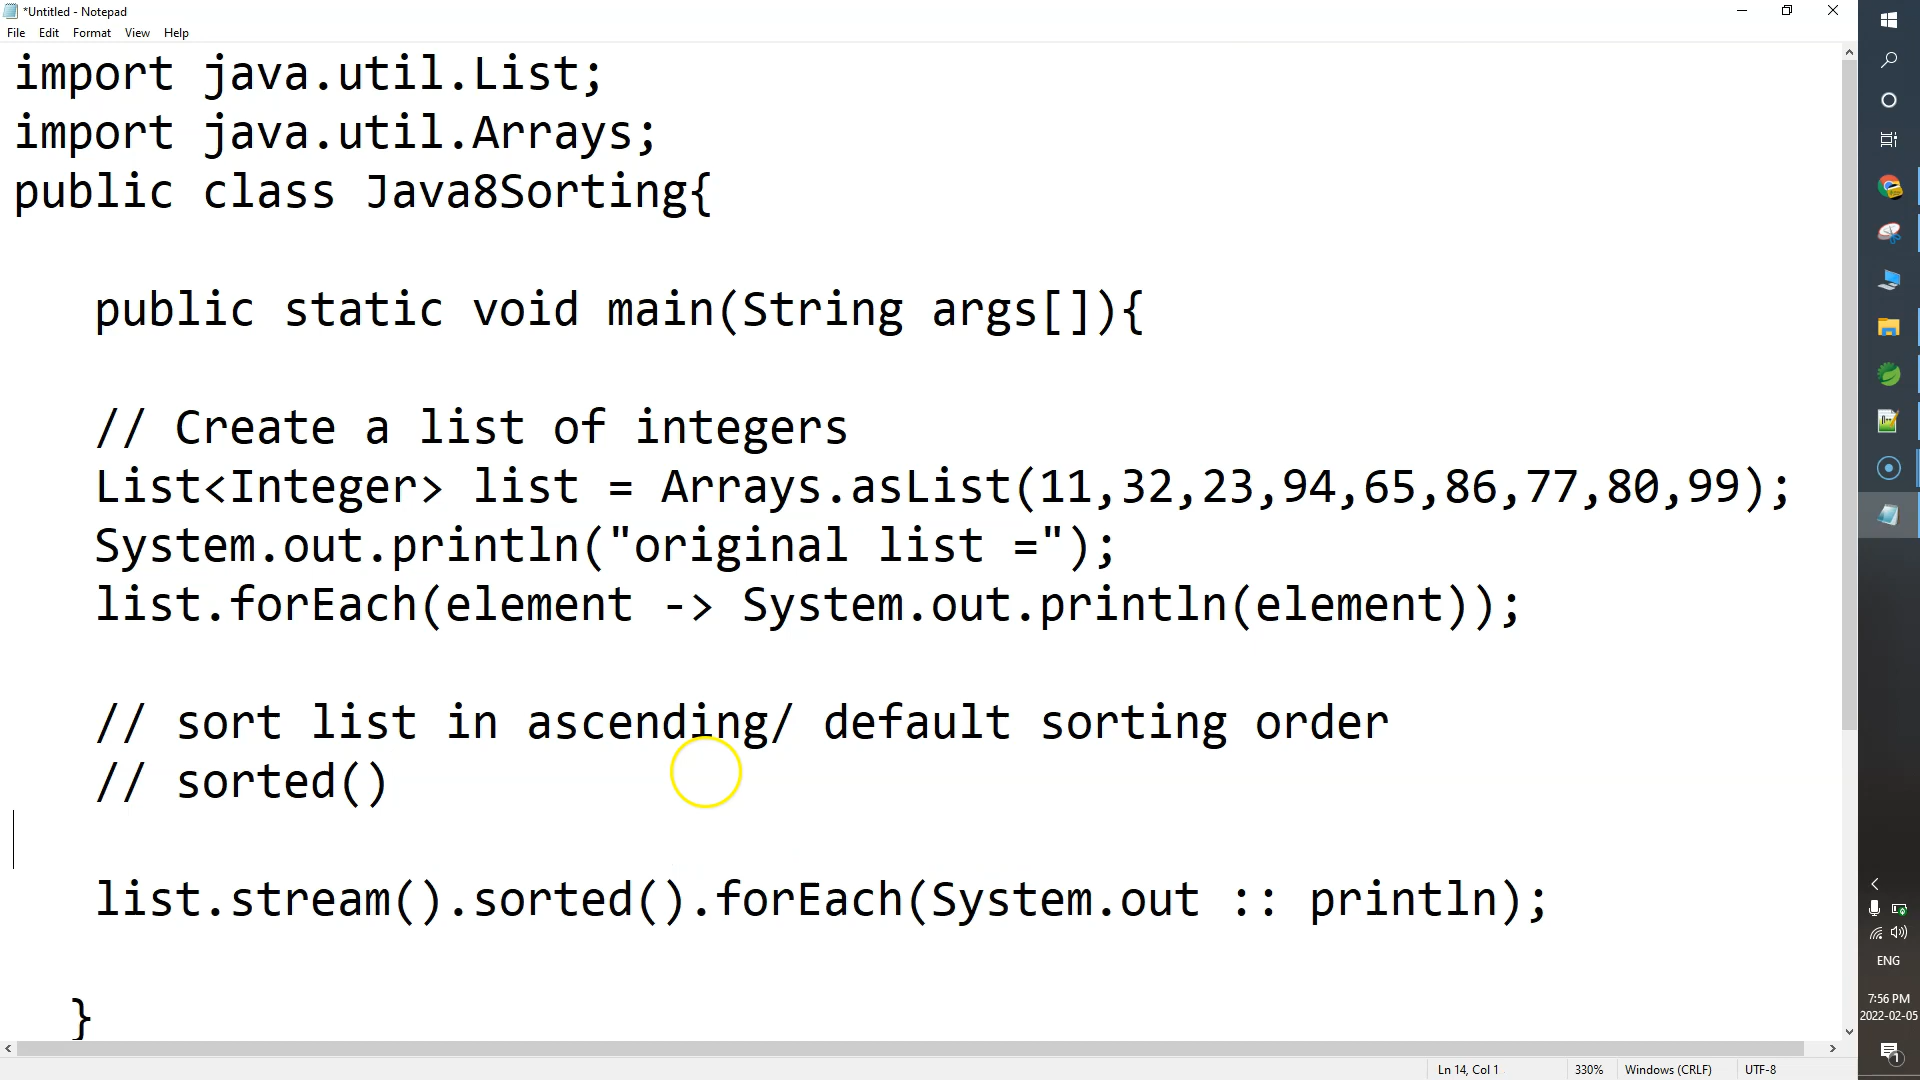 *Untitled - Notepad
File Edit Format View Help
import java.util.List;
import java.util.Arrays;
public class Java8Sorting{
public static void main(String args[]){
// Create a list of integers
List<Integer> list = Arrays.asList(11,32,23,94,65,86,77,80,99);
System.out.println("original list =");
list.forEach(element -> System.out.println(element));
// sort list in ascending/ default sorting order
// sorted()
list.stream().sorted().forEach(System.out :: println);
}
Ln 14, Col 1 330% Windows (CRLF) UTF-8
ENG
7:56 PM
2022-02-05
1